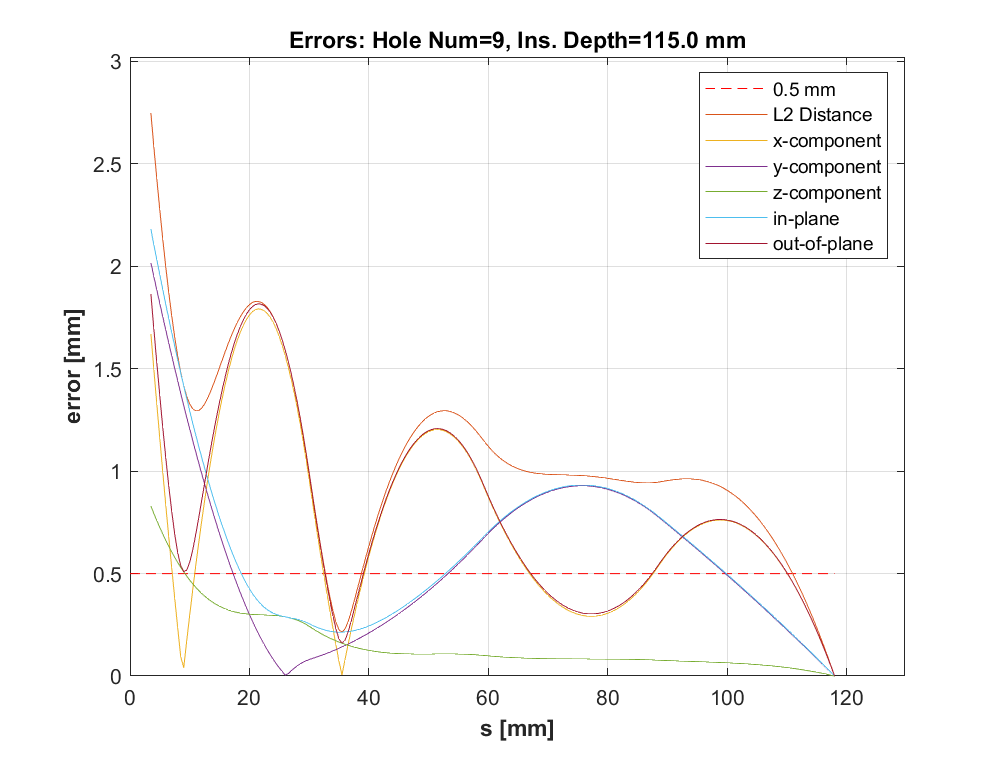 Errors: Hole Num=9, Ins. Depth=115.0 mm
3
2.5
2
1.5
1
0.5
0
error [mm]
0.5 mm
L2 Distance
x-component
y-component
z-component
in-plane
out-of-plane
0 20 40 60 80 100 120
s [mm]